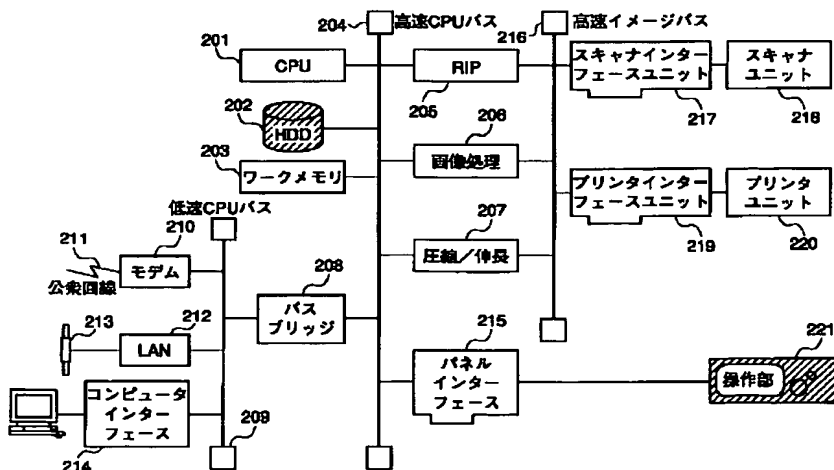 204
高速CPUバス
216
高速イメージバス
201
CPU
RIP
205
スキャナインター
フェースユニット
217
スキャナ
ユニット
218
202
HDD
206
画像処理
203
ワークメモリ
プリンタインター
フェースユニット
219
プリンタ
ユニット
220
低速CPUバス
207
圧縮／伸長
211
公衆回線
210
モデム
208
バス
ブリッジ
213
212
LAN
215
パネル
インター
フェース
221
操作部
コンピュータ
インター
フェース
214
209